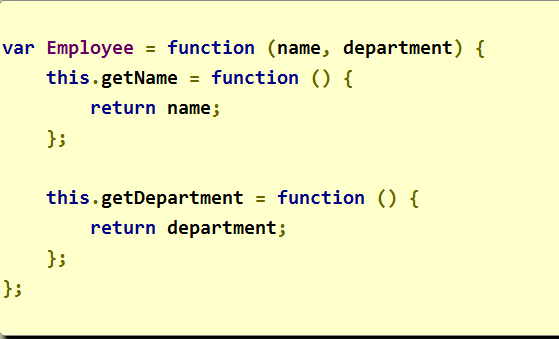 var Employee = function (name, department) {
    this.getName = function () {
        return name;
    };

    this.getDepartment = function () {
        return department;
    };
};